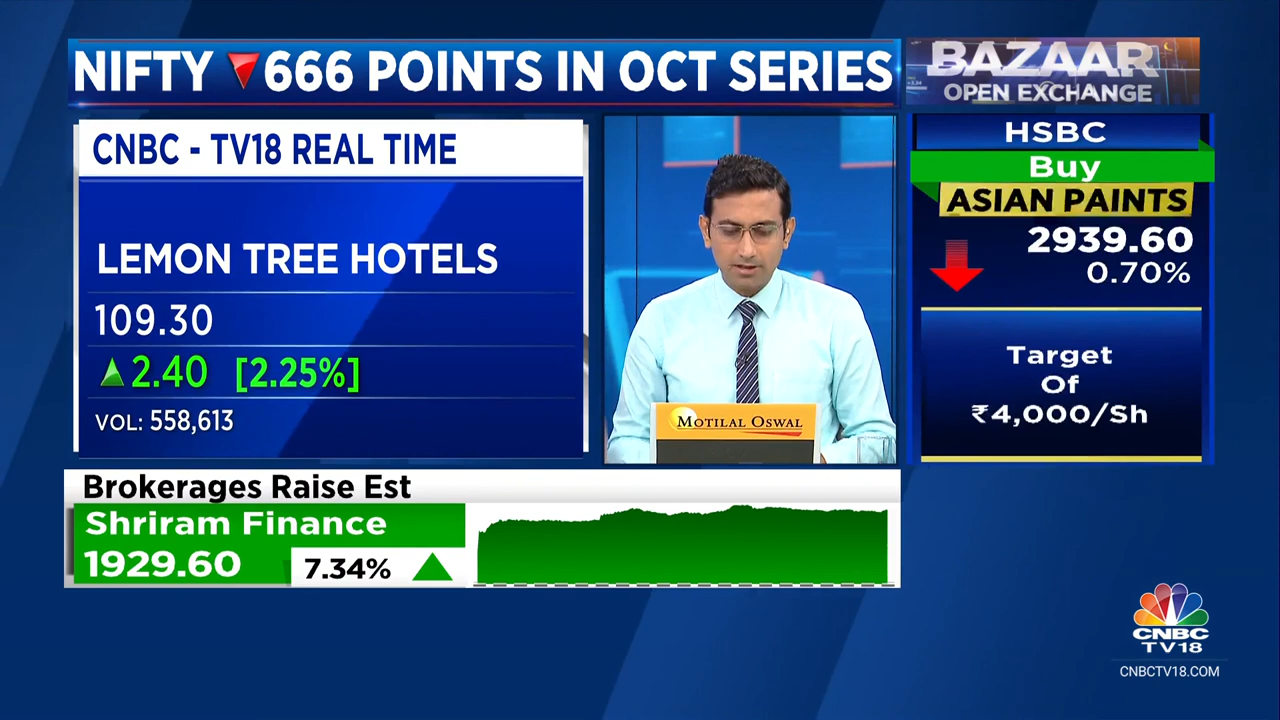 NIFTY ▼666 POINTS IN OCT SERIES
BAZAAR
OPEN EXCHANGE
CNBC - TV18 REAL TIME
LEMON TREE HOTELS
109.30
▲2.40 [2.25%]
VOL: 558,613
MOTILAL OSWAL
HSBC
Buy
ASIAN PAINTS
2939.60
0.70%
Target
Of
₹4,000/Sh
Brokerages Raise Est
Shriram Finance
1929.60
7.34%
CNBC
TV18
CNBCTV18.COM